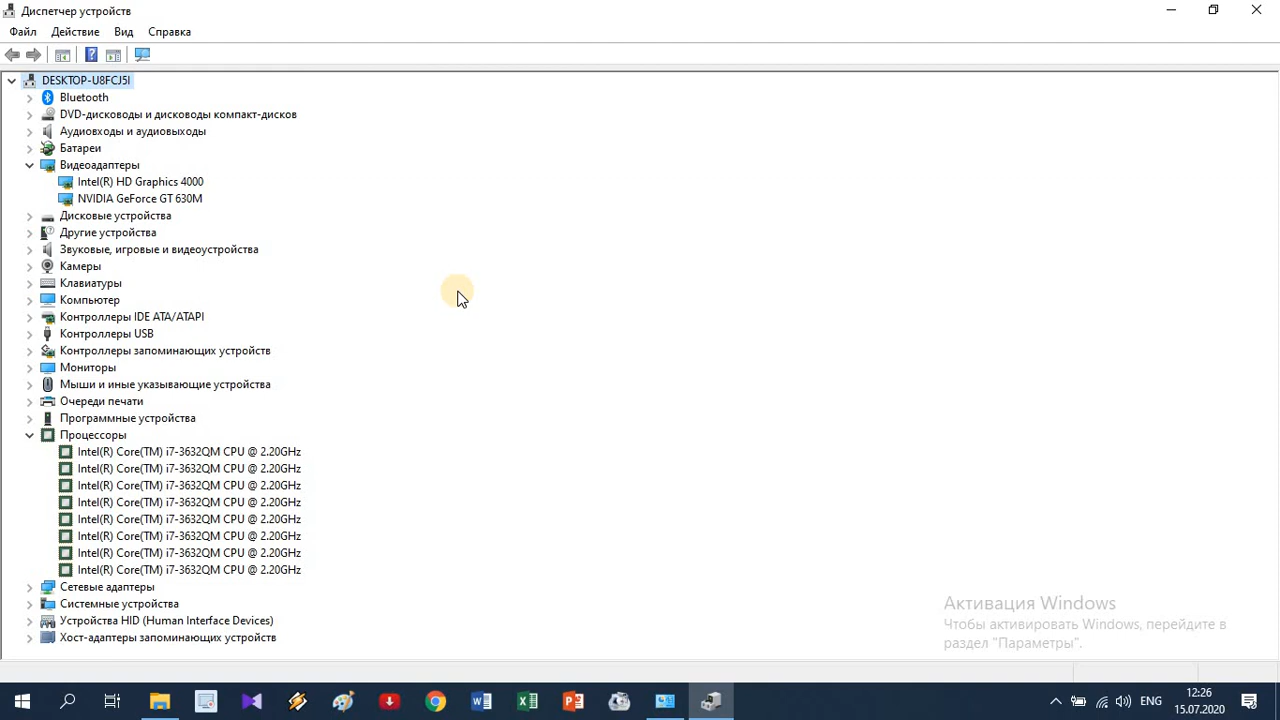 Диспетчер устройств
Файл Действие Вид Справка
DESKTOP-U8FCJ5I
Bluetooth
DVD-дисководы и дисководы компакт-дисков
Аудиовходы и аудиовыходы
Батареи
Видеоадаптеры
Intel(R) HD Graphics 4000
NVIDIA GeForce GT 630M
Дисковые устройства
Другие устройства
Звуковые, игровые и видеоустройства
Камеры
Клавиатуры
Компьютер
Контроллеры IDE ATA/ATAPI
Контроллеры USB
Контроллеры запоминающих устройств
Мониторы
Мыши и иные указывающие устройства
Очереди печати
Программные устройства
Процессоры
Intel(R) Core(TM) i7-3632QM CPU @ 2.20GHz
Intel(R) Core(TM) i7-3632QM CPU @ 2.20GHz
Intel(R) Core(TM) i7-3632QM CPU @ 2.20GHz
Intel(R) Core(TM) i7-3632QM CPU @ 2.20GHz
Intel(R) Core(TM) i7-3632QM CPU @ 2.20GHz
Intel(R) Core(TM) i7-3632QM CPU @ 2.20GHz
Intel(R) Core(TM) i7-3632QM CPU @ 2.20GHz
Intel(R) Core(TM) i7-3632QM CPU @ 2.20GHz
Сетевые адаптеры
Системные устройства
Устройства HID (Human Interface Devices)
Хост-адаптеры запоминающих устройств
Активация Windows
Чтобы активировать Windows, перейдите в
раздел "Параметры".
ENG
12:26
15.07.2020